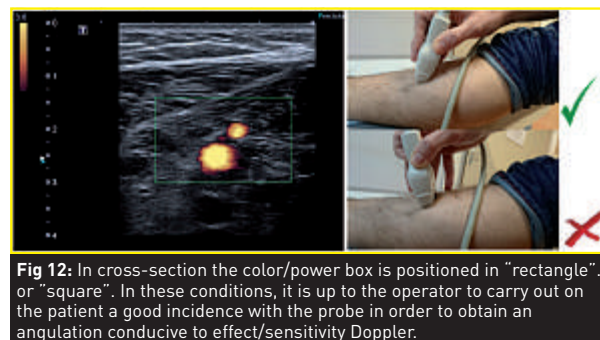 Fig 12: In cross-section the color/power box is positioned in "rectangle".
or "square". In these conditions, it is up to the operator to carry out on
the patient a good incidence with the probe in order to obtain an
angulation conducive to effect/sensitivity Doppler.